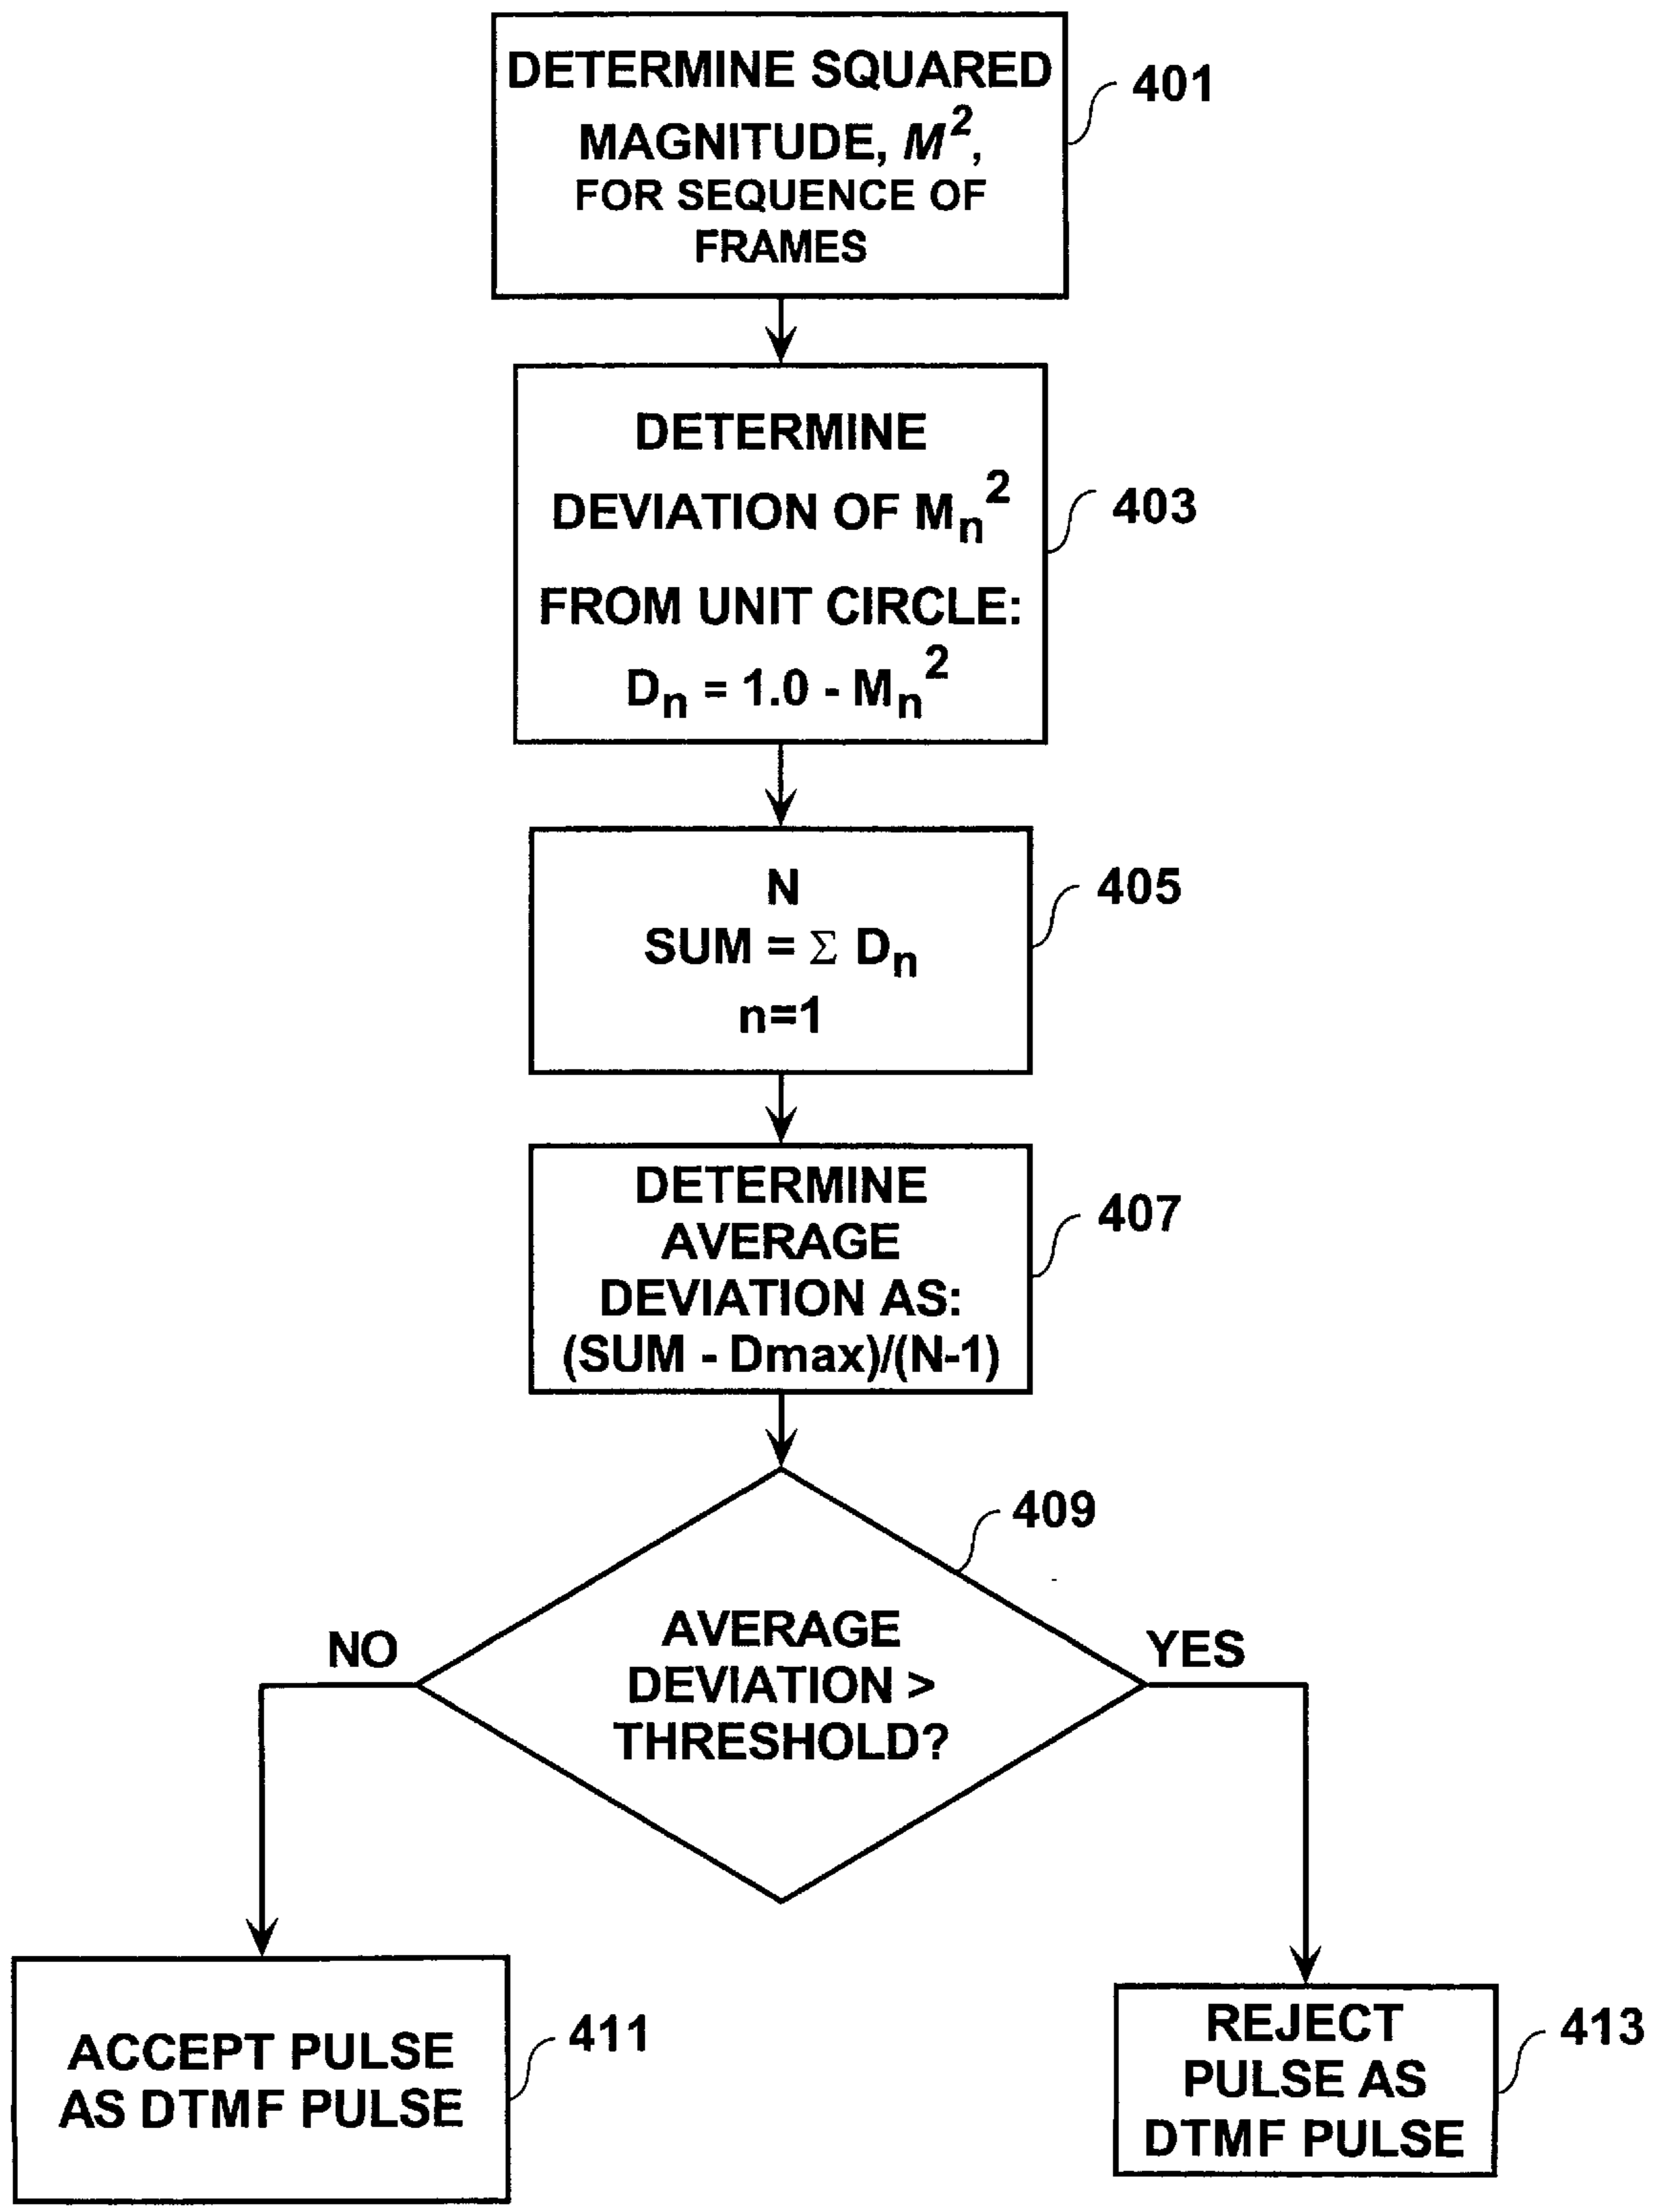 DETERMINE SQUARED
MAGNITUDE, M²,
FOR SEQUENCE OF
FRAMES
401
DETERMINE
DEVIATION OF Mₙ²
FROM UNIT CIRCLE:
Dₙ = 1.0 - Mₙ²
403
N
SUM = Σ Dₙ
n=1
405
DETERMINE
AVERAGE
DEVIATION AS:
(SUM - Dmax)/(N-1)
407
409
AVERAGE
DEVIATION >
THRESHOLD?
NO
YES
ACCEPT PULSE
AS DTMF PULSE
411
REJECT
PULSE AS
DTMF PULSE
413